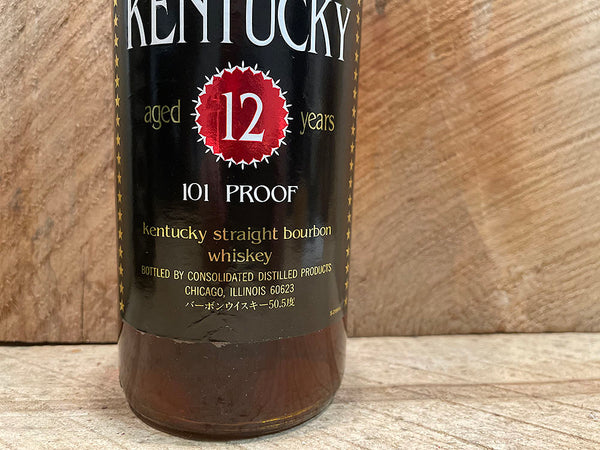 KENTUCKY
aged 12 years
101 PROOF
kentucky straight bourbon
whiskey
BOTTLED BY CONSOLIDATED DISTILLED PRODUCTS
CHICAGO, ILLINOIS 60623
バーボンウイスキー50.5度